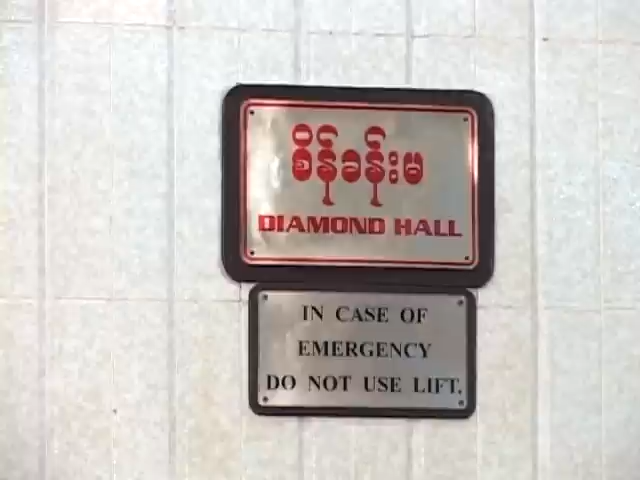 စိန်ခန်းမ
DIAMOND HALL
IN CASE OF
EMERGENCY
DO NOT USE LIFT.